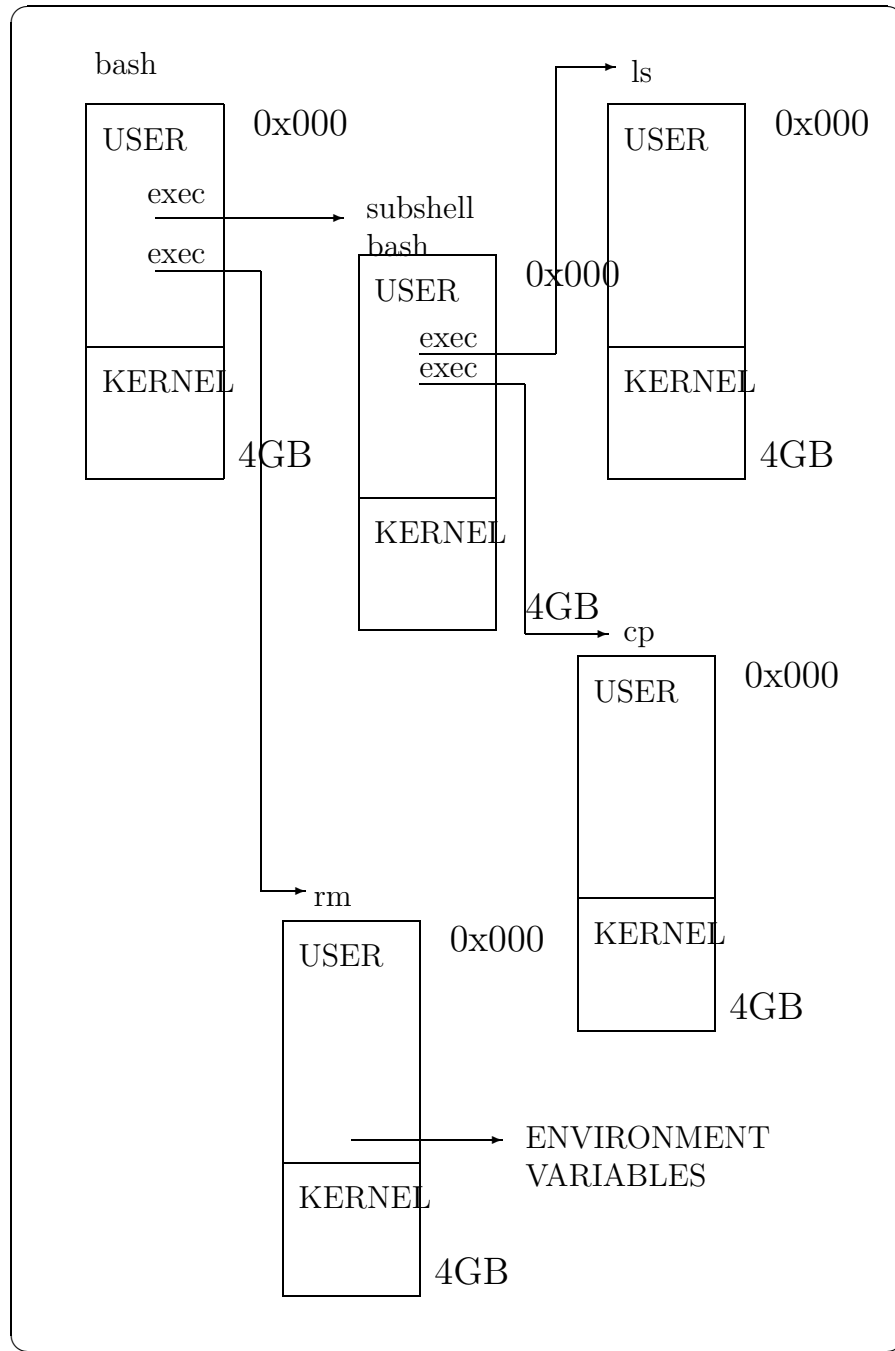 bash
USER
0x000
exec
exec
KERNEL
4GB
subshell
bash
USER
0x000
exec
exec
KERNEL
4GB
ls
USER
0x000
KERNEL
4GB
cp
USER
0x000
KERNEL
4GB
rm
USER
0x000
ENVIRONMENT
VARIABLES
KERNEL
4GB